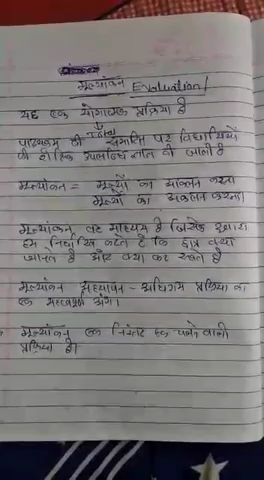 मूल्यांकन Evaluation /
यह एक योगात्मक प्रक्रिया है
पाठ्यक्रम की समाप्ति पर विद्यार्थियों
की शैक्षिक उपलब्धि ज्ञात की जाती है
मूल्यांकन = मूल्यों का आंकलन करना
मूल्यों का अंकलन करना।
मूल्यांकन वह माध्यम है जिसके द्वारा
हम निर्धारित करते है कि छात्र क्या
जानते है और क्या कर सकते है
मूल्यांकन अध्यापन - अधिगम प्रक्रिया का
एक महत्वपूर्ण अंग।
मूल्यांकन एक निरंतर चलने वाली
प्रक्रिया है।